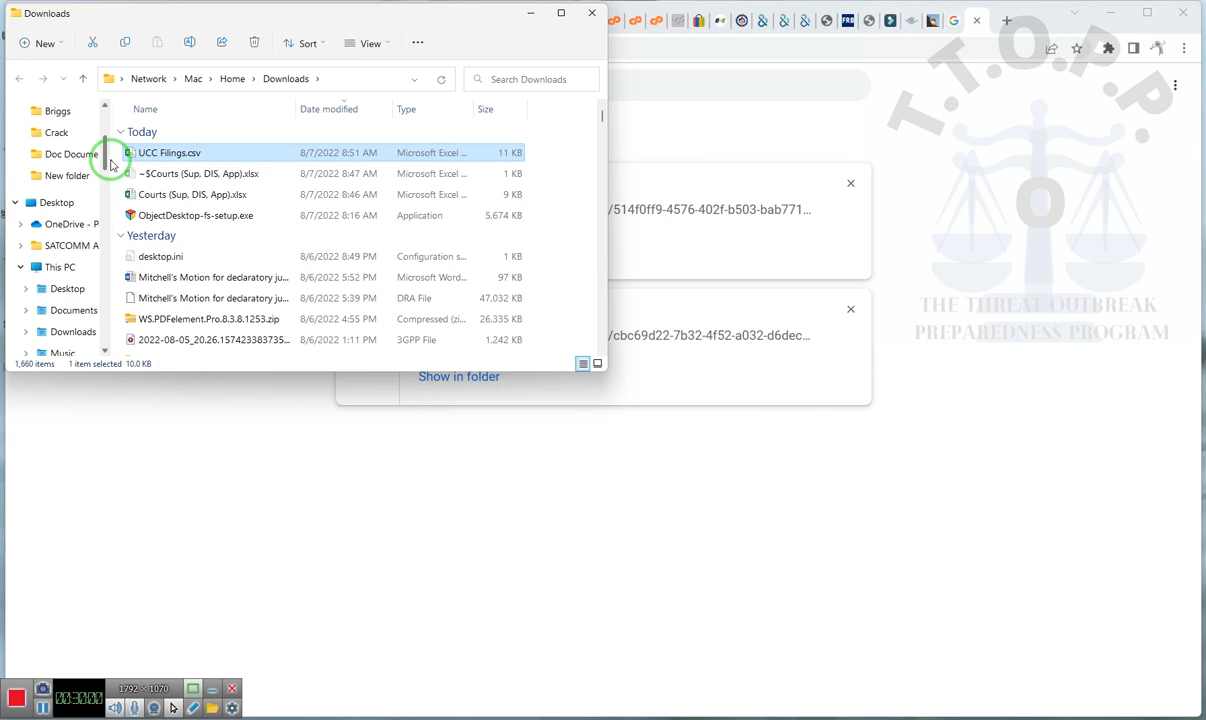 Downloads
New
Sort
View
Network > Mac > Home > Downloads >
Search Downloads
Briggs
Crack
Doc Docume
New folder
Desktop
OneDrive - P
SATCOMM A
This PC
Desktop
Documents
Downloads
Music
Name Date modified Type Size
Today
UCC Filings.csv 8/7/2022 8:51 AM Microsoft Excel ... 11 KB
~$Courts (Sup, DIS, App).xlsx 8/7/2022 8:47 AM Microsoft Excel ... 1 KB
Courts (Sup, DIS, App).xlsx 8/7/2022 8:46 AM Microsoft Excel ... 9 KB
ObjectDesktop-fs-setup.exe 8/7/2022 8:16 AM Application 5,674 KB
Yesterday
desktop.ini 8/6/2022 8:49 PM Configuration s... 1 KB
Mitchell's Motion for declaratory ju... 8/6/2022 5:52 PM Microsoft Word... 97 KB
Mitchell's Motion for declaratory ju... 8/6/2022 5:39 PM DRA File 47,032 KB
WS.PDFelement.Pro.8.3.8.1253.zip 8/6/2022 4:55 PM Compressed (zi... 26,335 KB
2022-08-05_20.26.157423383735... 8/6/2022 1:11 PM 3GPP File 1,242 KB
1,660 items 1 item selected 10.0 KB
FRB
/514f0ff9-4576-402f-b503-bab771...
/cbc69d22-7b32-4f52-a032-d6dec...
Show in folder
T.T.O.P.P.
THE THREAT OUTBREAK
PREPAREDNESS PROGRAM
00:30:00
1792 × 1070